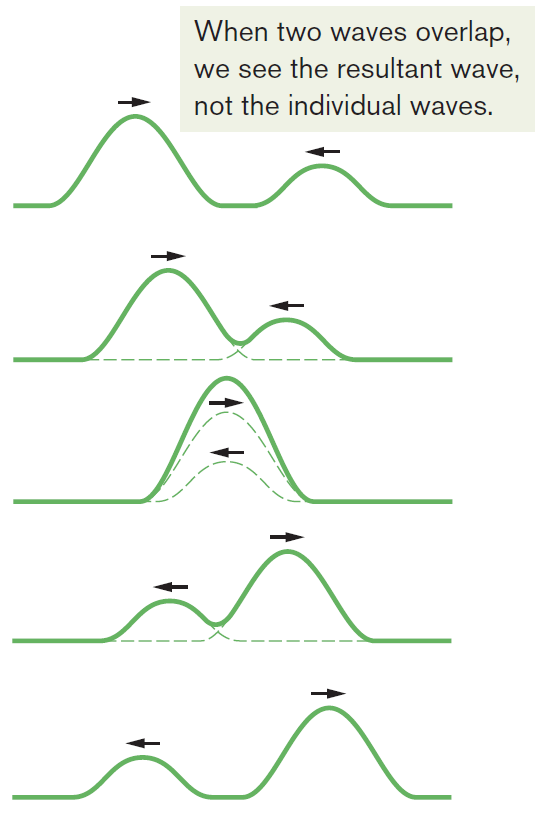 When two waves overlap,
we see the resultant wave,
not the individual waves.